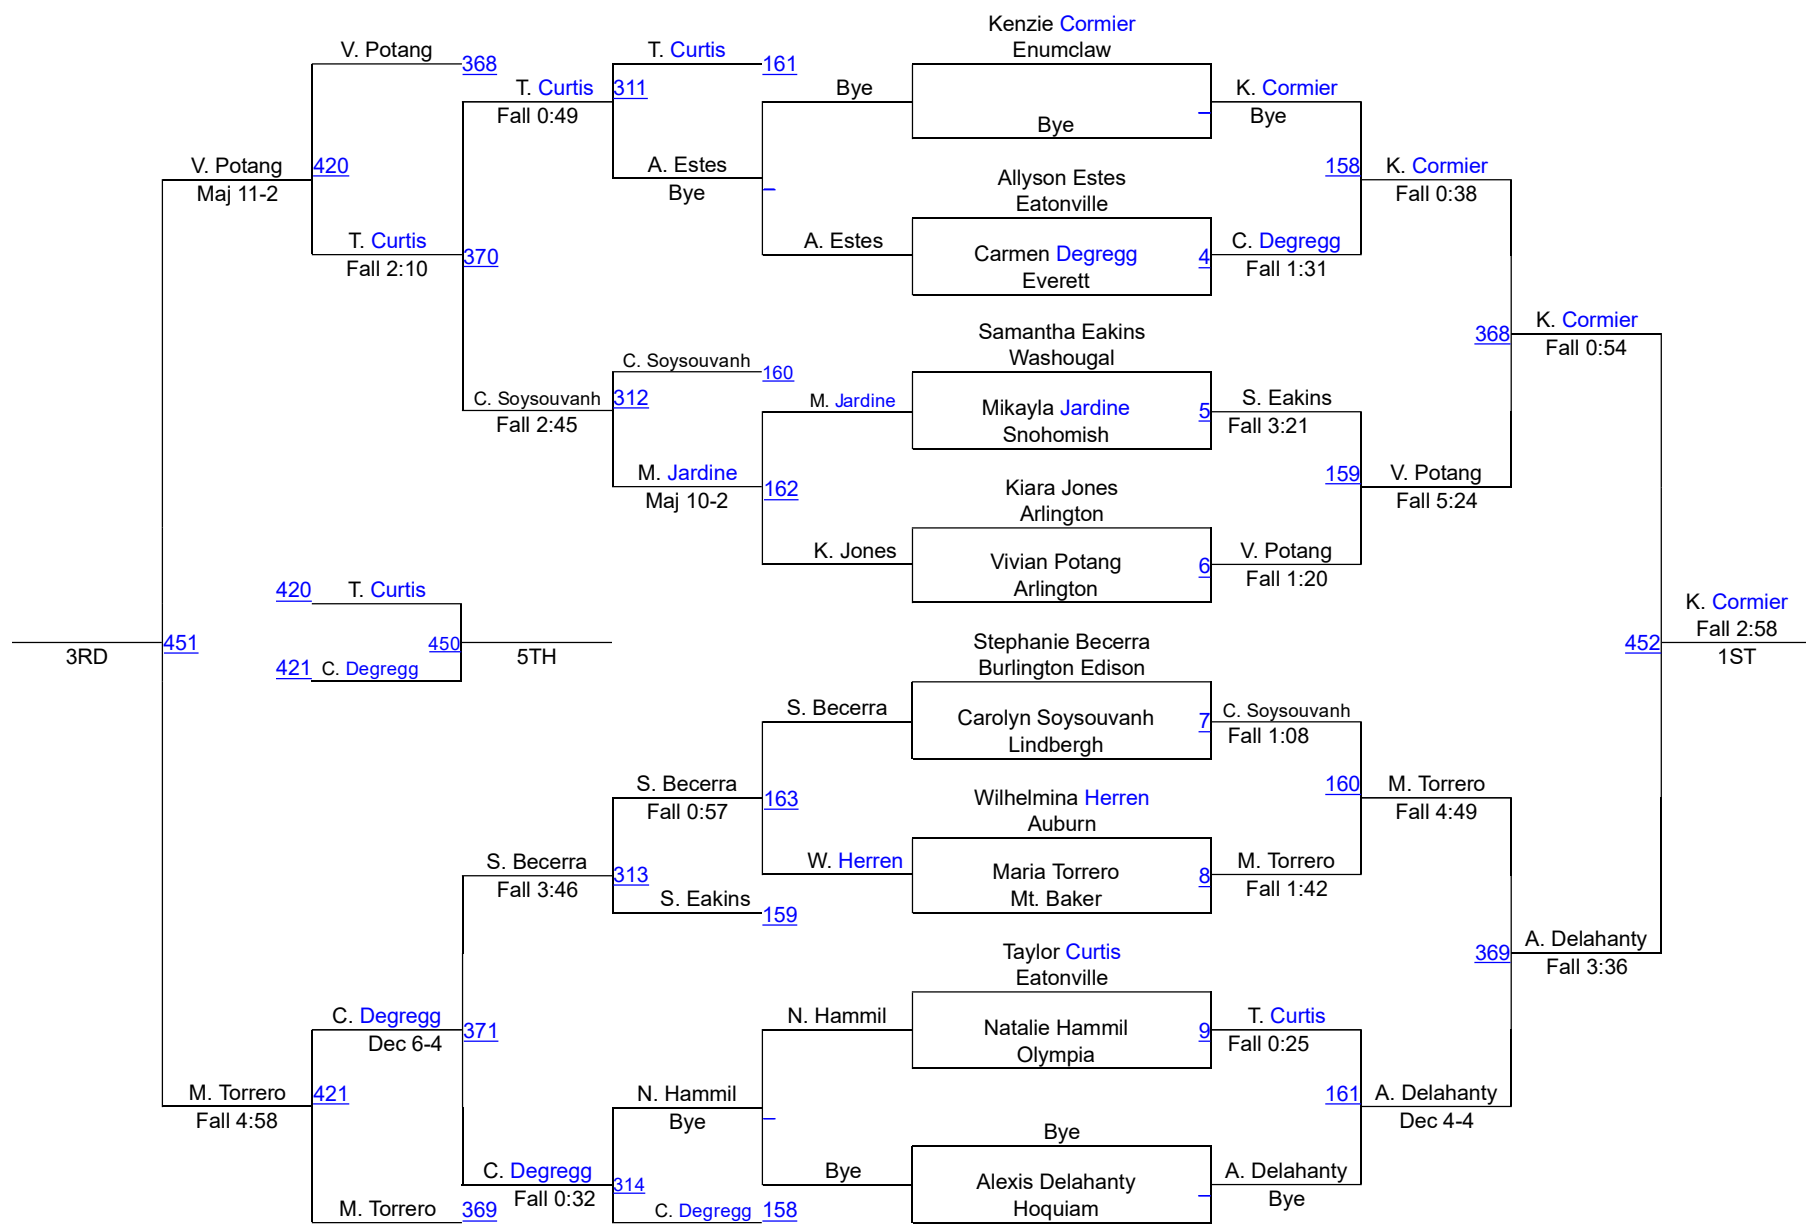 Kenzie Cormier
V. Potang
T. Curtis
Enumclaw
368
161
T. Curtis
311
Bye
K. Cormier
Fall 0:49
Bye
Bye
V. Potang
420
A. Estes
158
K. Cormier
Maj 11-2
Bye
Allyson Estes
Fall 0:38
Eatonville
T. Curtis
A. Estes
C. Degregg
370
Carmen Degregg
4
Fall 2:10
Everett
Fall 1:31
Samantha Eakins
368
K. Cormier
C. Soysouvanh
Washougal
Fall 0:54
160
C. Soysouvanh
312
M. Jardine
Mikayla Jardine
5
S. Eakins
Fall 2:45
Snohomish
Fall 3:21
M. Jardine
162
159
V. Potang
Maj 10-2
Kiara Jones
Fall 5:24
Arlington
K. Jones
Vivian Potang
6
V. Potang
Arlington
Fall 1:20
420
T. Curtis
K. Cormier
451
450
Stephanie Becerra
452
Fall 2:58
3RD
421
C. Degregg
5TH
Burlington Edison
1ST
S. Becerra
Carolyn Soysouvanh
7
C. Soysouvanh
Lindbergh
Fall 1:08
S. Becerra
163
Wilhelmina Herren
160
M. Torrero
Fall 0:57
Auburn
Fall 4:49
S. Becerra
313
W. Herren
Maria Torrero
8
M. Torrero
Fall 3:46
Mt. Baker
Fall 1:42
S. Eakins
159
Taylor Curtis
369
A. Delahanty
Eatonville
Fall 3:36
C. Degregg
371
N. Hammil
Natalie Hammil
9
T. Curtis
Dec 6-4
Olympia
Fall 0:25
M. Torrero
421
N. Hammil
161
A. Delahanty
Fall 4:58
Bye
Bye
Dec 4-4
C. Degregg
314
Bye
Alexis Delahanty
A. Delahanty
Fall 0:32
Hoquiam
Bye
M. Torrero
369
C. Degregg
158